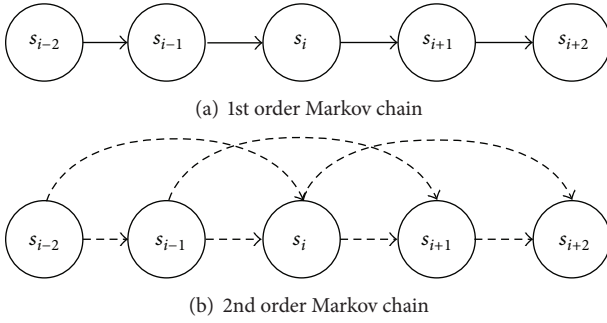 s_{i−2} s_{i−1} s_i s_{i+1} s_{i+2}
(a) 1st order Markov chain
s_{i−2} s_{i−1} s_i s_{i+1} s_{i+2}
(b) 2nd order Markov chain